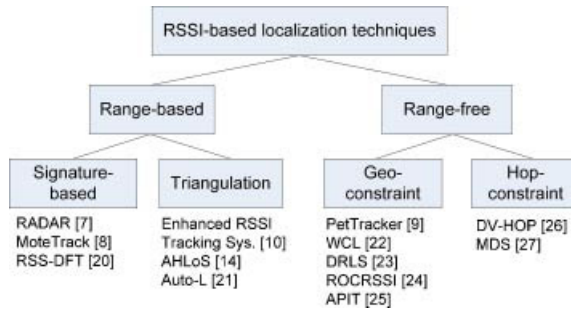 RSSI-based localization techniques
Range-based
Range-free
Signature-
based
Triangulation
Geo-
constraint
Hop-
constraint
RADAR [7]
MoteTrack [8]
RSS-DFT [20]
Enhanced RSSI
Tracking Sys. [10]
AHLoS [14]
Auto-L [21]
PetTracker [9]
WCL [22]
DRLS [23]
ROCRSSI [24]
APIT [25]
DV-HOP [26]
MDS [27]